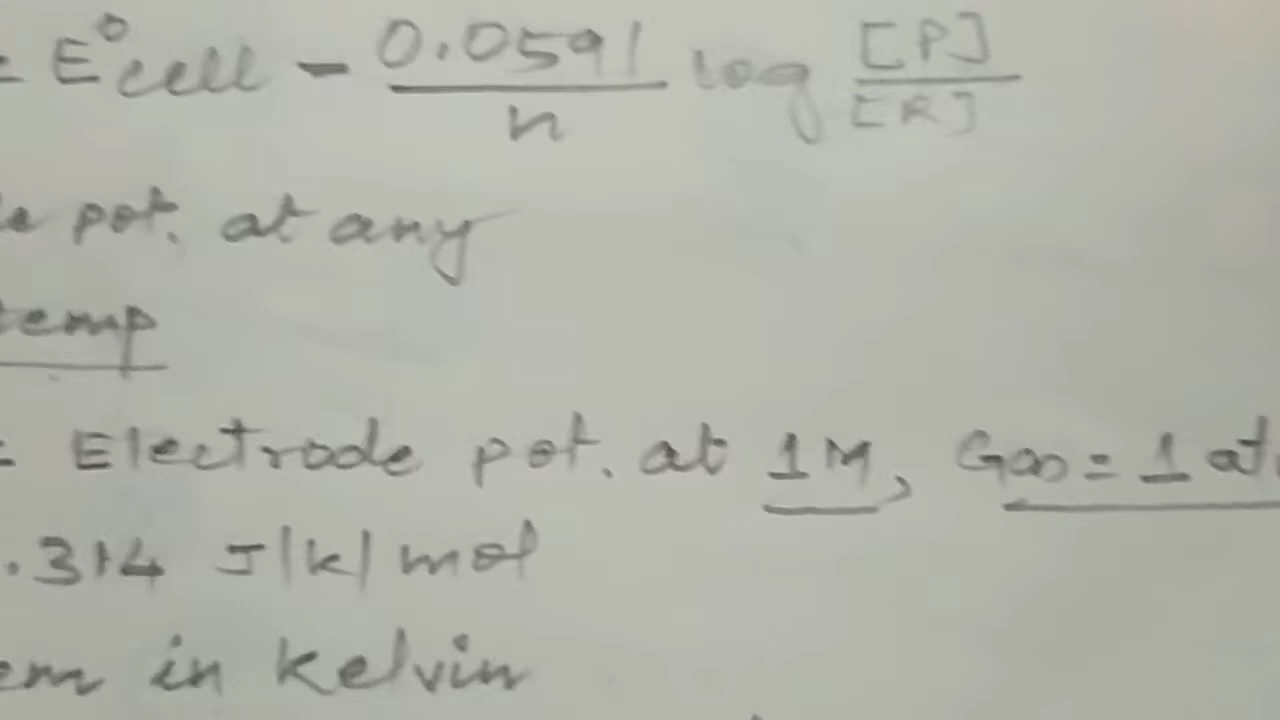 = E°cell - 0.0591/n log [P]/[R]
pot. at any
temp
= Electrode pot. at 1M, Gas = 1 at
.314 J/K/mol
em in Kelvin